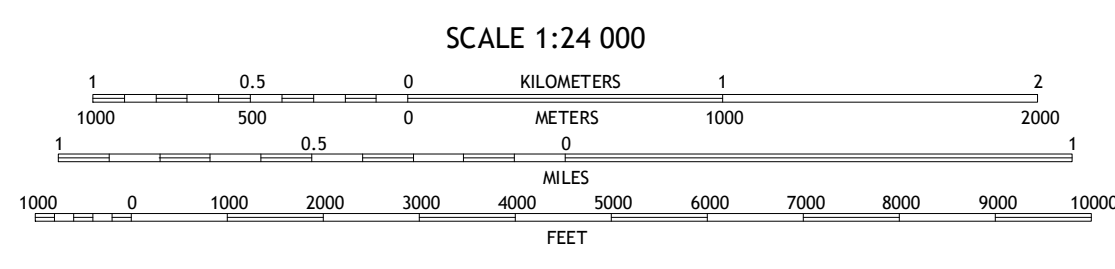 SCALE 1:24 000
1 0.5 0 KILOMETERS 1 2
1000 500 0 METERS 1000 2000
1 0.5 0 1
MILES
1000 0 1000 2000 3000 4000 5000 6000 7000 8000 9000 10000
FEET